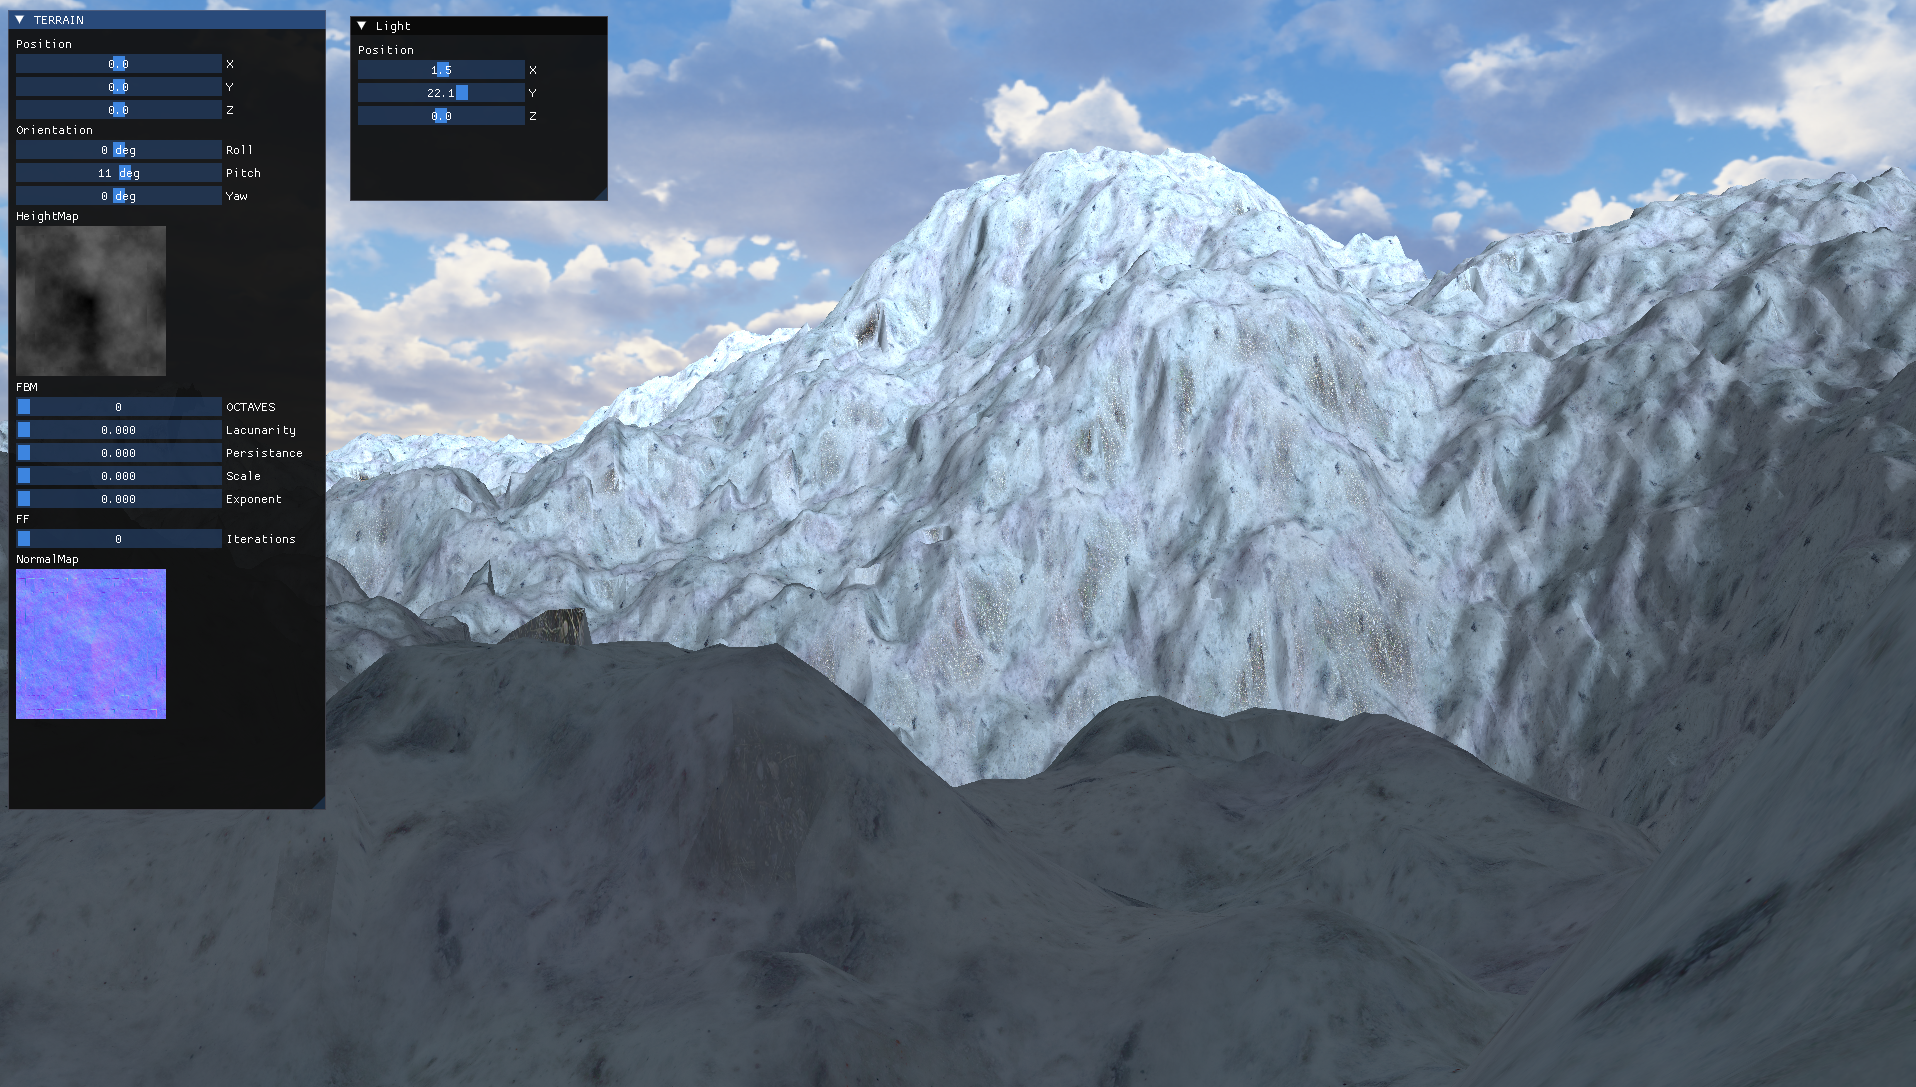 TERRAIN
Position
0.0 X
0.0 Y
0.0 Z
Orientation
0 deg Roll
11 deg Pitch
0 deg Yaw
HeightMap
FBM
0 OCTAVES
0.000 Lacunarity
0.000 Persistance
0.000 Scale
0.000 Exponent
FF
0 Iterations
NormalMap
Light
Position
1.5 X
22.1 Y
0.0 Z